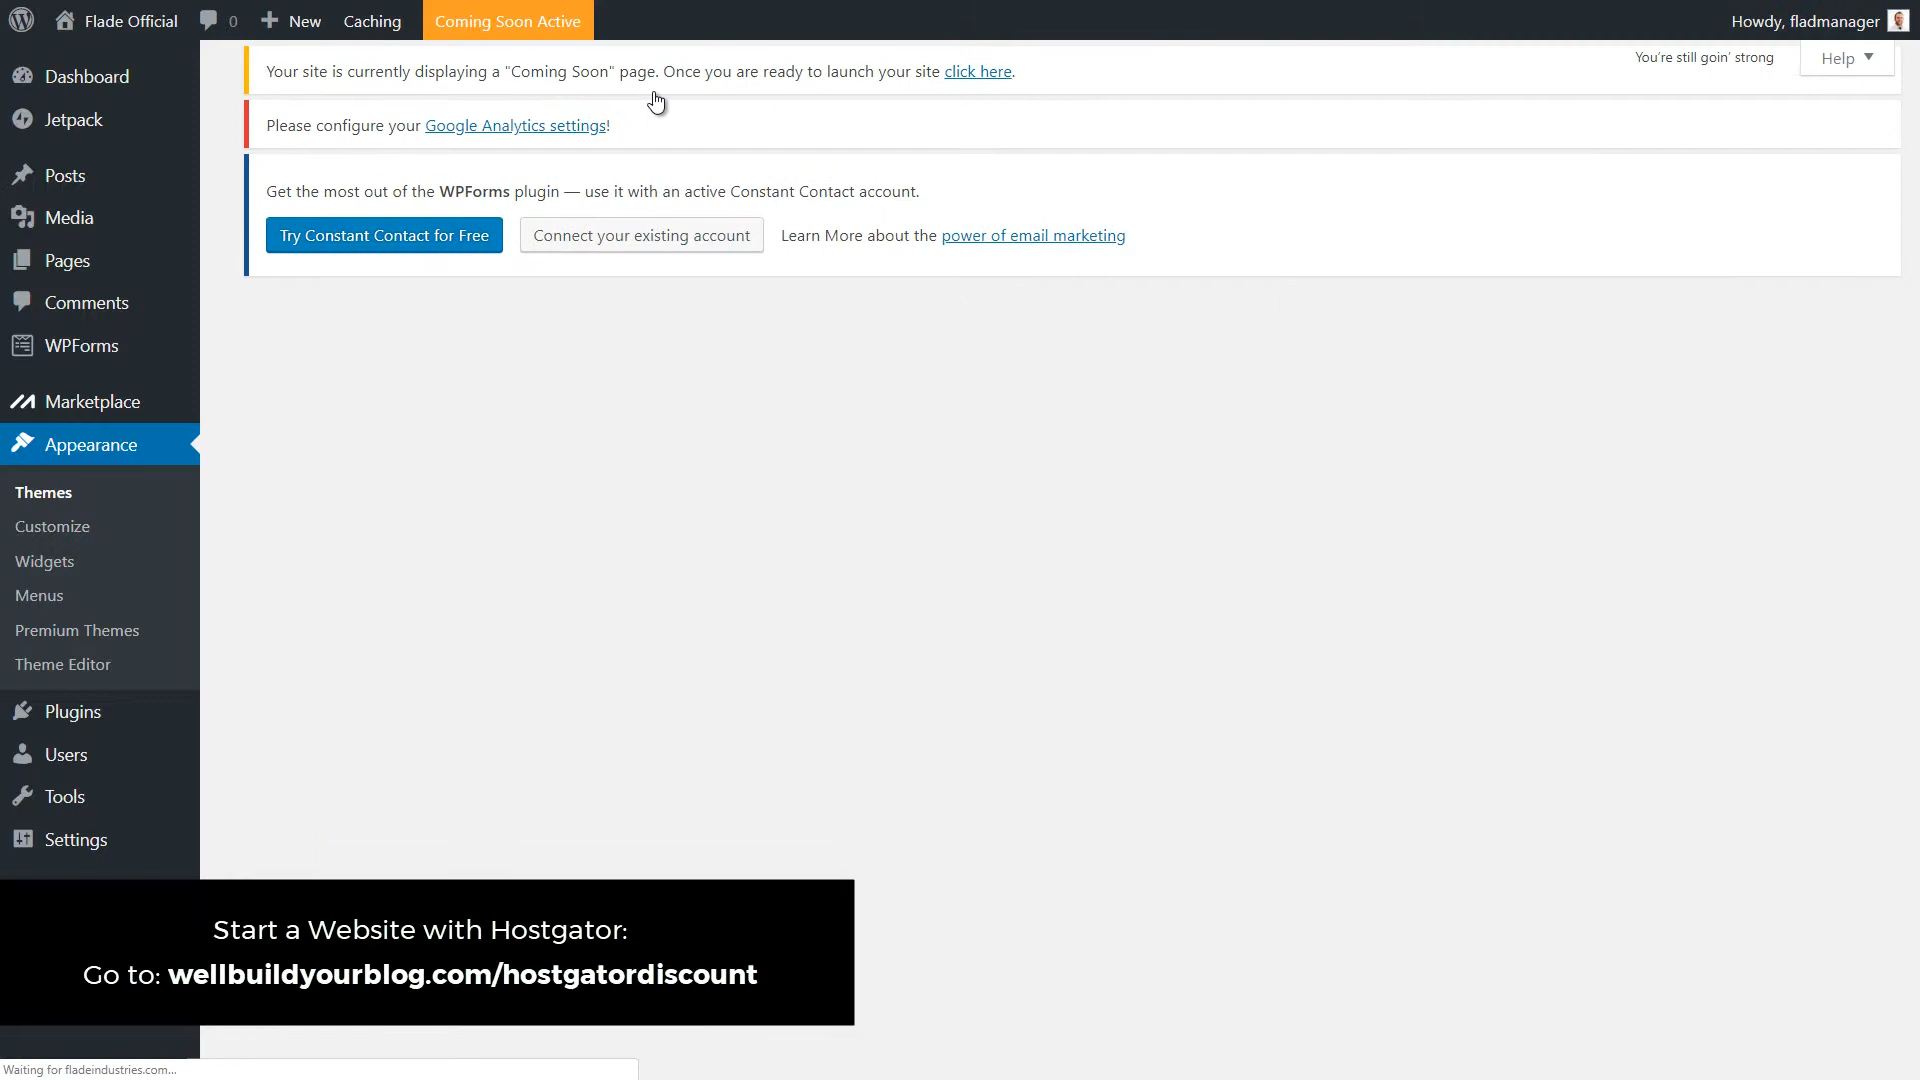 Flade Official 0 New Caching Coming Soon Active Howdy, fladmanager
You're still goin' strong Help
Your site is currently displaying a "Coming Soon" page. Once you are ready to launch your site click here.
Please configure your Google Analytics settings!
Get the most out of the WPForms plugin — use it with an active Constant Contact account.
Try Constant Contact for Free Connect your existing account Learn More about the power of email marketing
Dashboard
Jetpack
Posts
Media
Pages
Comments
WPForms
Marketplace
Appearance
Themes
Customize
Widgets
Menus
Premium Themes
Theme Editor
Plugins
Users
Tools
Settings
Start a Website with Hostgator:
Go to: wellbuildyourblog.com/hostgatordiscount
Waiting for fladeindustries.com...